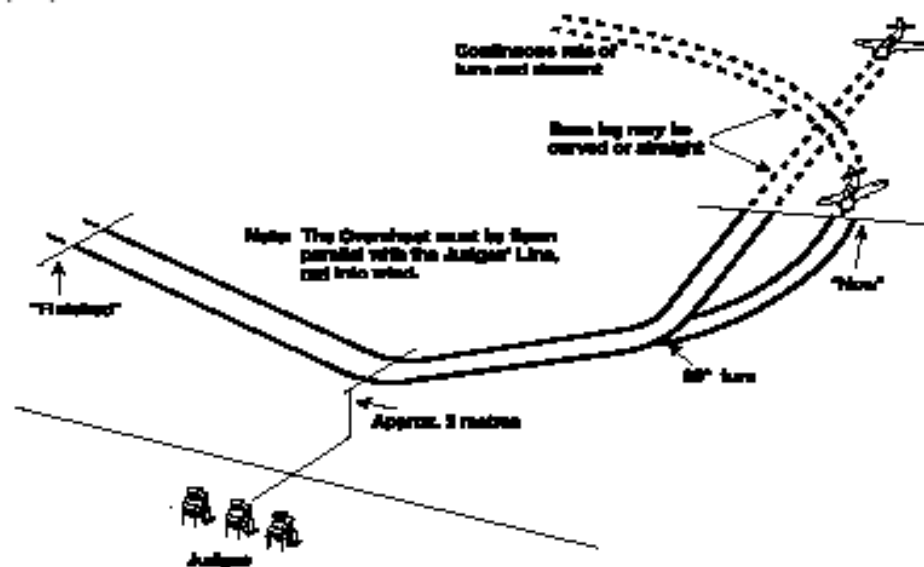 Continuous rate of
turn and descent
Base leg may be
curved or straight
Note: The Overshoot must be flown
parallel with the Judges' Line,
not into wind.
"Finished"
"Now"
turn
Approx. 3 metres
Judges